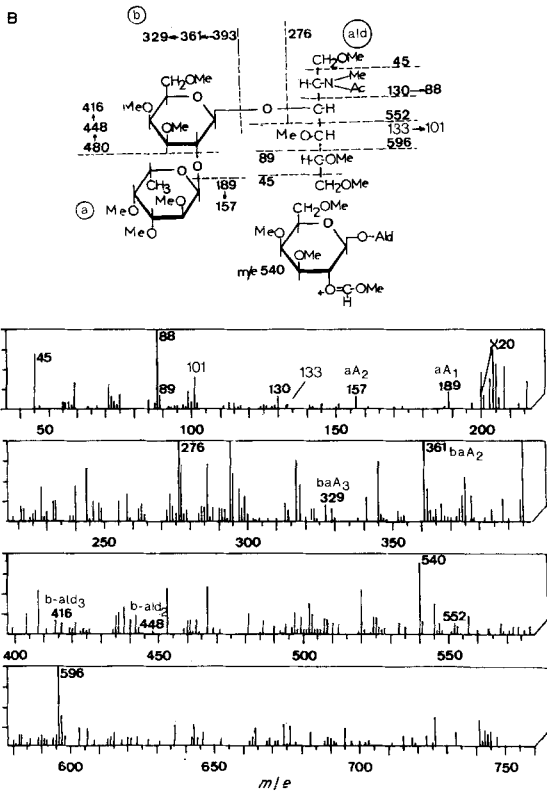 B
b
329←361←393
276
ald
CH₂OMe
45
H-C-N Me
Ac
130→88
CH₂OMe
O
MeO
OMe
O
-CH
416
448
480
552
MeO-CH
133→101
596
O
CH₃
189
157
89
HCOMe
45
CH₂OMe
a
MeO
MeO
MeO
O
CH₂OMe
MeO
O
O-Ald
OMe
m/e 540
O=C-OMe
+
H
88
45
101
89
130
133
aA₂
157
aA₁
189
X20
50
100
150
200
276
baA₃
329
361
baA₂
250
300
350
540
b-ald₃
416
b-ald₂
448
552
400
450
500
550
596
600
650
700
750
m/e